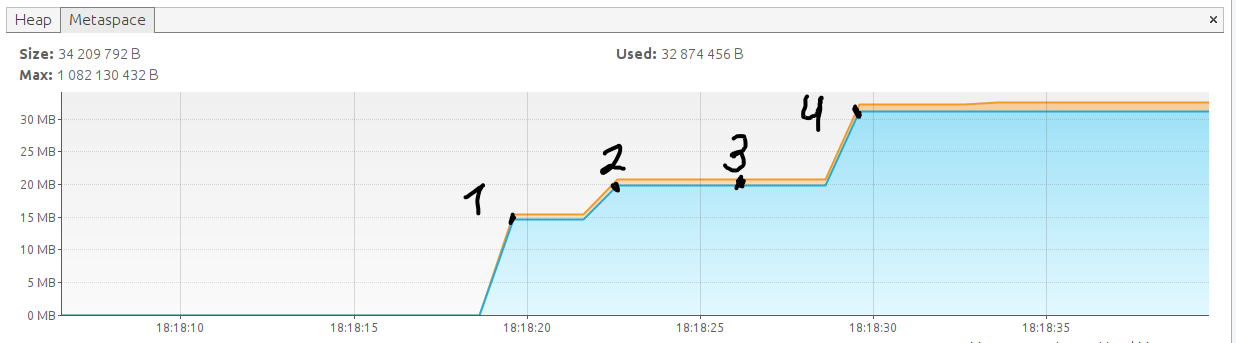 Heap Metaspace ×
Size: 34 209 792 B Used: 32 874 456 B
Max: 1 082 130 432 B
30 MB
25 MB
20 MB
15 MB
10 MB
5 MB
0 MB
1
2
3
4
18:18:10 18:18:15 18:18:20 18:18:25 18:18:30 18:18:35